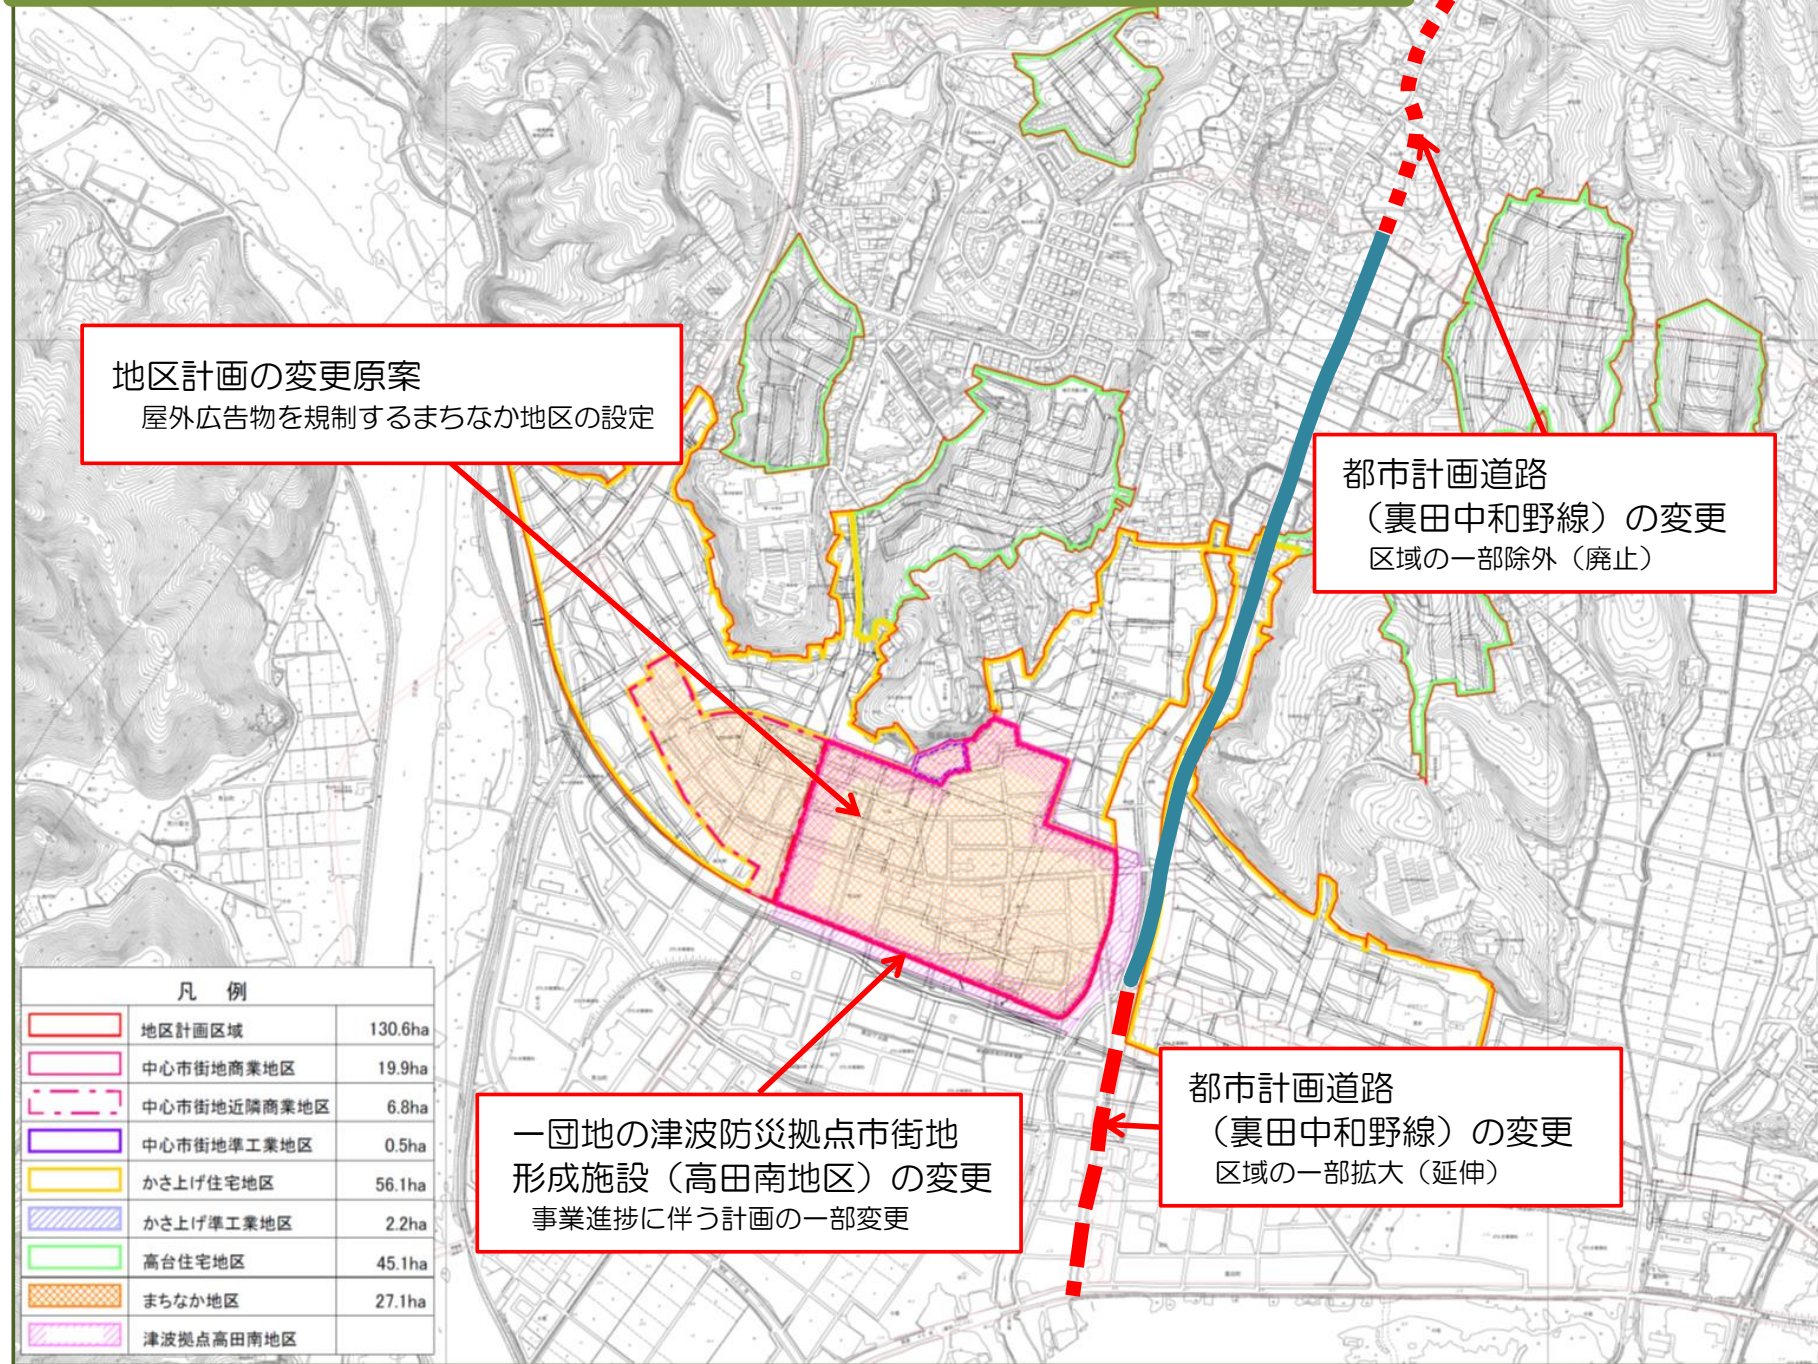 地区計画の変更原案
屋外広告物を規制するまちなか地区の設定
都市計画道路
（裏田中和野線）の変更
区域の一部除外（廃止）
一団地の津波防災拠点市街地
形成施設（高田南地区）の変更
事業進捗に伴う計画の一部変更
都市計画道路
（裏田中和野線）の変更
区域の一部拡大（延伸）
凡 例
地区計画区域 130.6ha
中心市街地商業地区 19.9ha
中心市街地近隣商業地区 6.8ha
中心市街地準工業地区 0.5ha
かさ上げ住宅地区 56.1ha
かさ上げ準工業地区 2.2ha
高台住宅地区 45.1ha
まちなか地区 27.1ha
津波拠点高田南地区